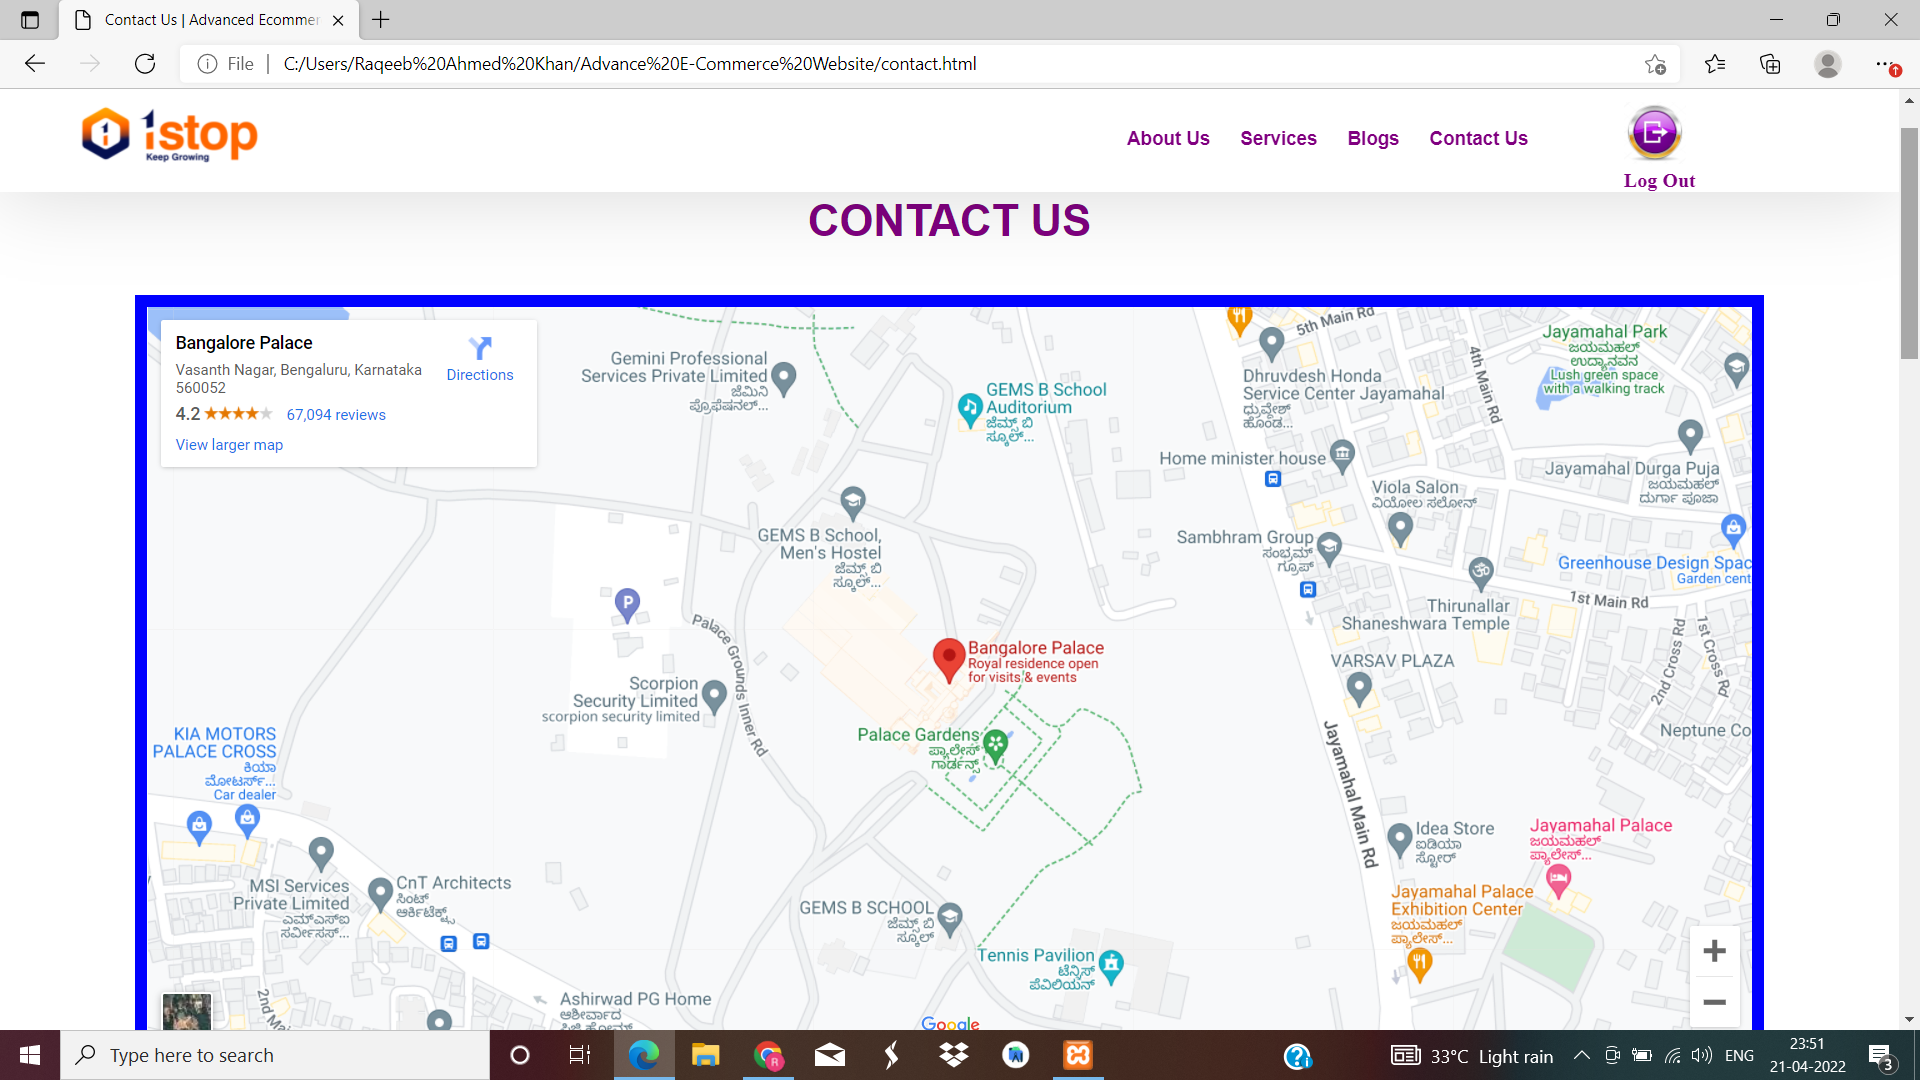 Contact Us | Advanced Ecommer
File
C:/Users/Raqeeb%20Ahmed%20Khan/Advance%20E-Commerce%20Website/contact.html
1stop
Keep Growing
About Us
Services
Blogs
Contact Us
Log Out
CONTACT US
Bangalore Palace
Vasanth Nagar, Bengaluru, Karnataka
560052
Directions
4.2
67,094 reviews
View larger map
Gemini Professional
Services Private Limited
ಜೆಮಿನಿ
ಪ್ರೊಫೆಷನಲ್...
GEMS B School
Auditorium
ಜೆಮ್ಸ್ ಬಿ
ಸ್ಕೂಲ್...
5th Main Rd
4th Main Rd
Dhruvdesh Honda
Service Center Jayamahal
ಧ್ರುವ್ದೇಶ್
ಹೊಂಡ...
Jayamahal Park
ಜಯಮಹಲ್
ಉದ್ಯಾನವನ
Lush green space
with a walking track
Home minister house
Viola Salon
ವಿಯೋಲ ಸಲೋನ್
Jayamahal Durga Puja
ಜಯಮಹಲ್
ದುರ್ಗಾ ಪೂಜಾ
GEMS B School,
Men's Hostel
ಜೆಮ್ಸ್ ಬಿ
ಸ್ಕೂಲ್...
Sambhram Group
ಸಂಭ್ರಮ್
ಗ್ರೂಪ್
Greenhouse Design Spac
Garden cent
1st Main Rd
P
Thirunallar
Shaneshwara Temple
Palace Grounds Inner Rd
Bangalore Palace
Royal residence open
for visits & events
VARSAV PLAZA
2nd Cross Rd
1st Cross Rd
Scorpion
Security Limited
scorpion security limited
Palace Gardens
ಪ್ಯಾಲೇಸ್
ಗಾರ್ಡನ್ಸ್
Neptune Co
KIA MOTORS
PALACE CROSS
ಕಿಯಾ
ಮೋಟರ್ಸ್...
Car dealer
Jayamahal Main Rd
Idea Store
ಐಡಿಯಾ
ಸ್ಟೋರ್
Jayamahal Palace
ಜಯಮಹಲ್
ಪ್ಯಾಲೇಸ್...
MSI Services
Private Limited
ಎಮ್ಎಸ್ಐ
ಸರ್ವೀಸಸ್...
CnT Architects
ಸಿಂಟ್
ಆರ್ಕಿಟೆಕ್ಟ್ಸ್
GEMS B SCHOOL
ಜೆಮ್ಸ್ ಬಿ
ಸ್ಕೂಲ್
Jayamahal Palace
Exhibition Center
ಜಯಮಹಲ್
ಪ್ಯಾಲೇಸ್...
Tennis Pavilion
ಟೆನ್ನಿಸ್
ಪೆವಿಲಿಯನ್
2nd Ma
Ashirwad PG Home
ಆಶೀರ್ವಾದ
Google
Type here to search
33°C Light rain
ENG
23:51
21-04-2022
3